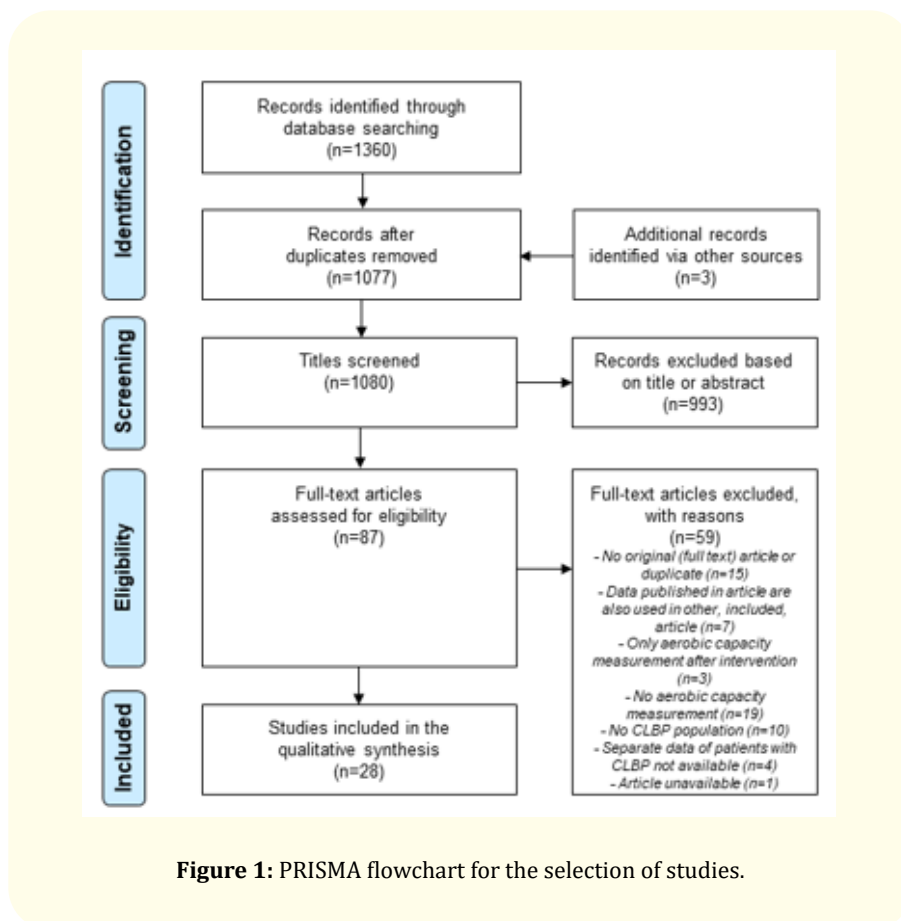 Identification
Records identified through
database searching
(n=1360)
Records after
duplicates removed
(n=1077)
Additional records
identified via other sources
(n=3)
Screening
Titles screened
(n=1080)
Records excluded based
on title or abstract
(n=993)
Eligibility
Full-text articles
assessed for eligibility
(n=87)
Full-text articles excluded,
with reasons
(n=59)
- No original (full text) article or
duplicate (n=15)
- Data published in article are
also used in other, included,
article (n=7)
- Only aerobic capacity
measurement after intervention
(n=3)
- No aerobic capacity
measurement (n=19)
- No CLBP population (n=10)
- Separate data of patients with
CLBP not available (n=4)
- Article unavailable (n=1)
Included
Studies included in the
qualitative synthesis
(n=28)
Figure 1: PRISMA flowchart for the selection of studies.